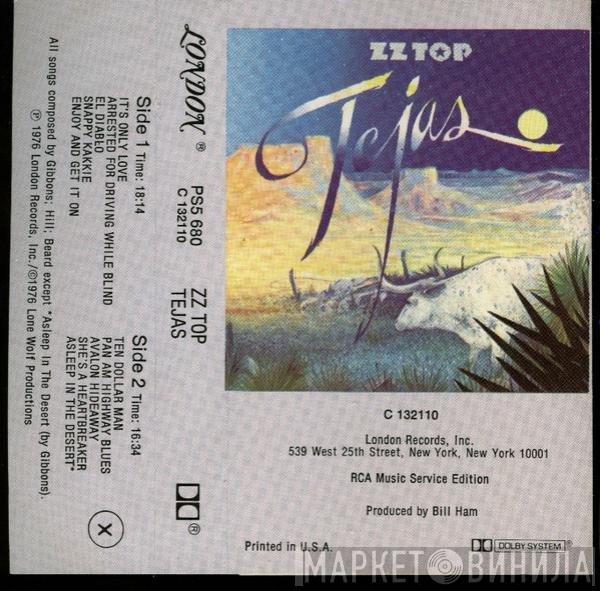 All songs composed by Gibbons; Hill; Beard except *Asleep In The Desert (by Gibbons).
℗ 1976 London Records, Inc./©1976 Lone Wolf Productions
Side 1 Time: 18:14
IT'S ONLY LOVE
ARRESTED FOR DRIVING WHILE BLIND
EL DIABLO
SNAPPY KAKKIE
ENJOY AND GET IT ON
Side 2 Time: 16:34
TEN DOLLAR MAN
PAN AM HIGHWAY BLUES
AVALON HIDEAWAY
SHE'S A HEARTBREAKER
ASLEEP IN THE DESERT*
X
LONDON ®
PS5 680
C 132110
ZZ TOP
TEJAS
®
ZZ TOP
Tejas
C 132110
London Records, Inc.
539 West 25th Street, New York, New York 10001
RCA Music Service Edition
Produced by Bill Ham
Printed in U.S.A.
DOLBY SYSTEM ®
МАРКЕТ ВИНИЛА